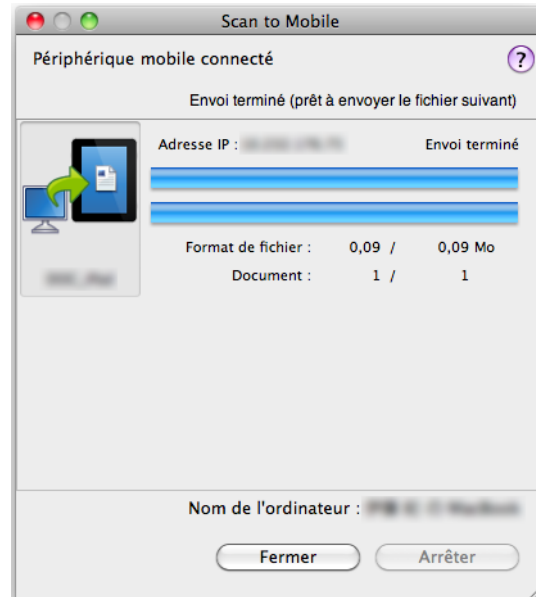 Scan to Mobile
Périphérique mobile connecté
?
Envoi terminé (prêt à envoyer le fichier suivant)
Adresse IP : Envoi terminé
Format de fichier : 0,09 / 0,09 Mo
Document : 1 / 1
Nom de l'ordinateur :
Fermer Arrêter